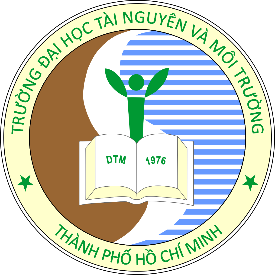 TRƯỜNG ĐẠI HỌC TÀI NGUYÊN VÀ MÔI TRƯỜNG
DTM 1976
THÀNH PHỐ HỒ CHÍ MINH